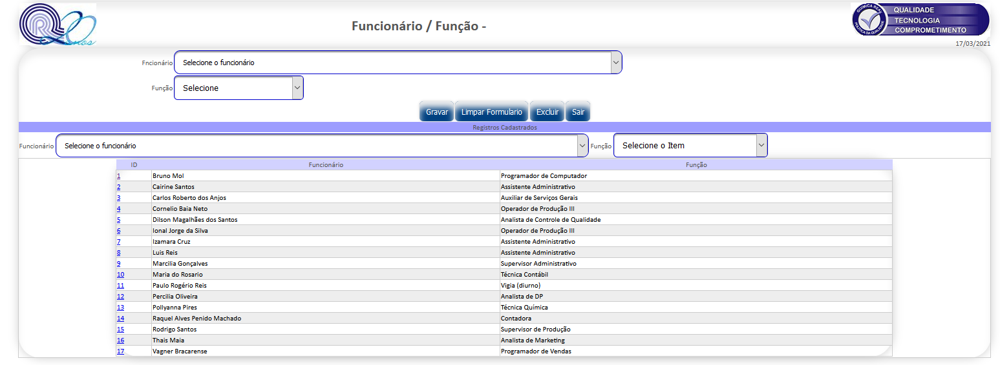 RQ 20 Anos
Funcionário / Função -
QUÍMICA REAL POLÍTICA DA QUALIDADE
QUALIDADE
TECNOLOGIA
COMPROMETIMENTO
17/03/2021
Fncionário Selecione o funcionário
Função Selecione
Gravar Limpar Formulario Excluir Sair
Registros Cadastrados
Funcionário Selecione o funcionário Função Selecione o Item
ID Funcionário Função
1 Bruno Mol Programador de Computador
2 Cairine Santos Assistente Administrativo
3 Carlos Roberto dos Anjos Auxiliar de Serviços Gerais
4 Cornelio Baia Neto Operador de Produção III
5 Dilson Magalhães dos Santos Analista de Controle de Qualidade
6 Ional Jorge da Silva Operador de Produção III
7 Izamara Cruz Assistente Administrativo
8 Luis Reis Assistente Administrativo
9 Marcilia Gonçalves Supervisor Administrativo
10 Maria do Rosario Técnica Contábil
11 Paulo Rogério Reis Vigia (diurno)
12 Percilia Oliveira Analista de DP
13 Pollyanna Pires Técnica Química
14 Raquel Alves Penido Machado Contadora
15 Rodrigo Santos Supervisor de Produção
16 Thais Maia Analista de Marketing
17 Vagner Bracarense Programador de Vendas